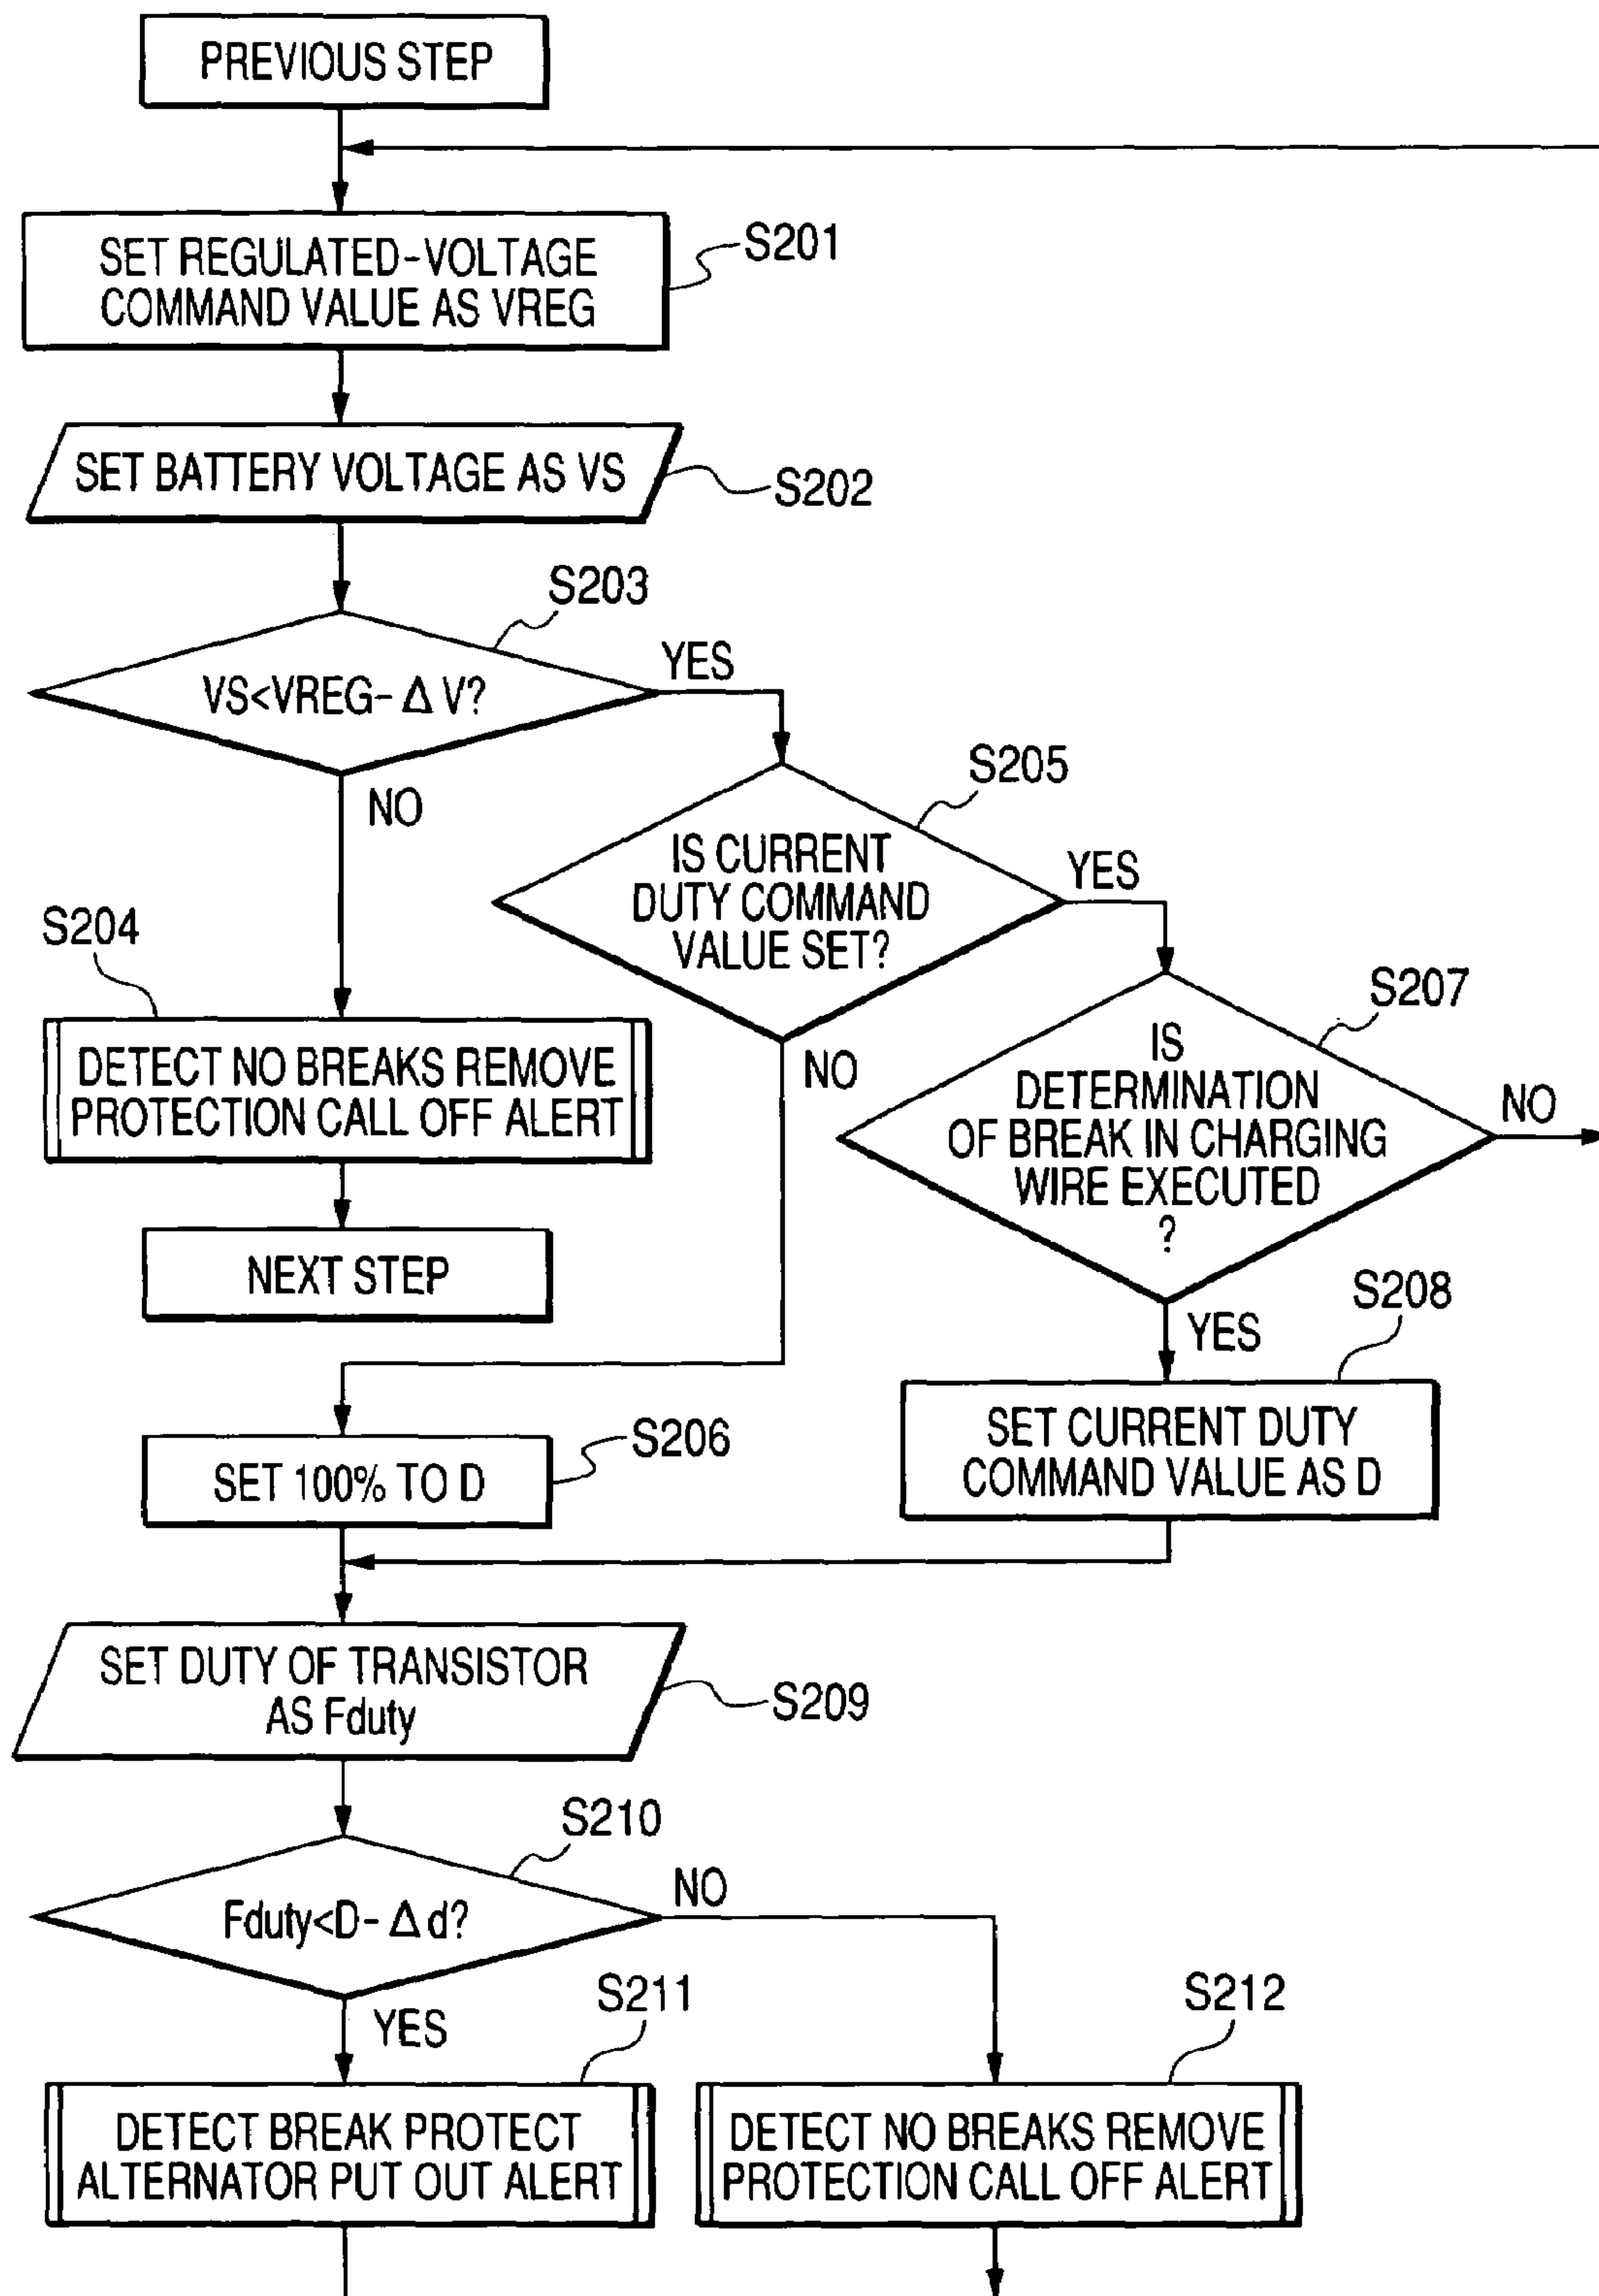 PREVIOUS STEP
SET REGULATED-VOLTAGE
COMMAND VALUE AS VREG
S201
SET BATTERY VOLTAGE AS VS
S202
S203
VS<VREG-Δ V?
YES
NO
S205
IS CURRENT
DUTY COMMAND
VALUE SET?
YES
NO
S204
DETECT NO BREAKS REMOVE
PROTECTION CALL OFF ALERT
NEXT STEP
S207
IS
DETERMINATION
OF BREAK IN CHARGING
WIRE EXECUTED
?
NO
YES
S208
SET CURRENT DUTY
COMMAND VALUE AS D
S206
SET 100% TO D
SET DUTY OF TRANSISTOR
AS Fduty
S209
S210
Fduty<D-Δ d?
NO
YES
S211
DETECT BREAK PROTECT
ALTERNATOR PUT OUT ALERT
S212
DETECT NO BREAKS REMOVE
PROTECTION CALL OFF ALERT